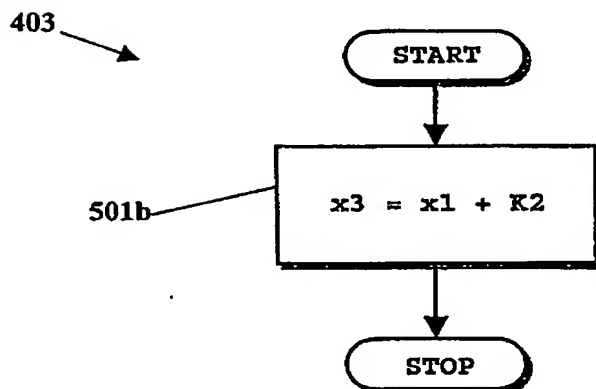 403
START
501b
x3 = x1 + K2
STOP